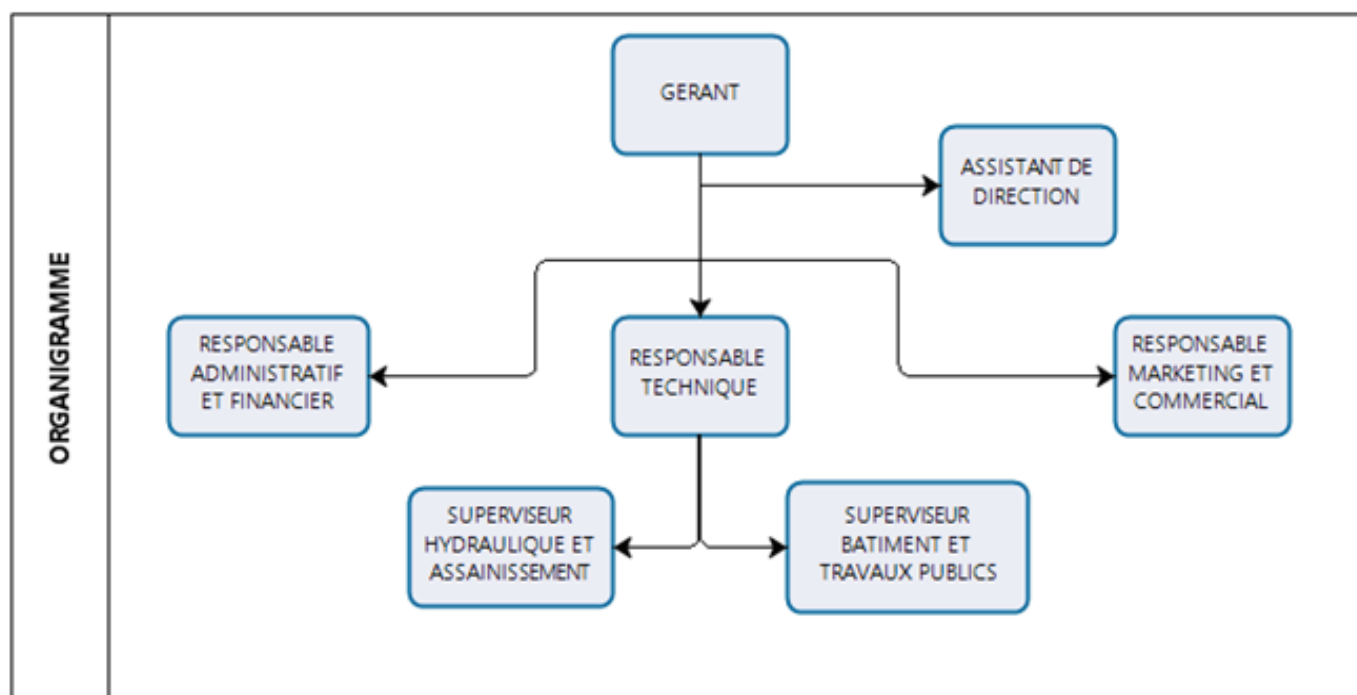 ORGANIGRAMME
GERANT
ASSISTANT DE
DIRECTION
RESPONSABLE
ADMINISTRATIF
ET FINANCIER
RESPONSABLE
TECHNIQUE
RESPONSABLE
MARKETING ET
COMMERCIAL
SUPERVISEUR
HYDRAULIQUE ET
ASSAINISSEMENT
SUPERVISEUR
BATIMENT ET
TRAVAUX PUBLICS